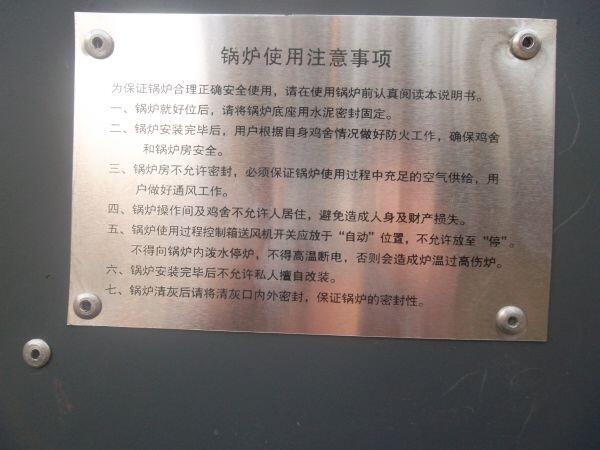 锅炉使用注意事项
为保证锅炉合理正确安全使用，请在使用锅炉前认真阅读本说明书。
一、锅炉就好位后，请将锅炉底座用水泥密封固定。
二、锅炉安装完毕后，用户根据自身鸡舍情况做好防火工作，确保鸡舍
和锅炉房安全。
三、锅炉房不允许密封，必须保证锅炉使用过程中充足的空气供给，用
户做好通风工作。
四、锅炉操作间及鸡舍不允许人居住，避免造成人身及财产损失。
五、锅炉使用过程控制箱送风机开关应放于“自动”位置，不允许放至“停”。
不得向锅炉内泼水停炉，不得高温断电，否则会造成炉温过高伤炉。
六、锅炉安装完毕后不允许私人擅自改装。
七、锅炉清灰后请将清灰口内外密封，保证锅炉的密封性。